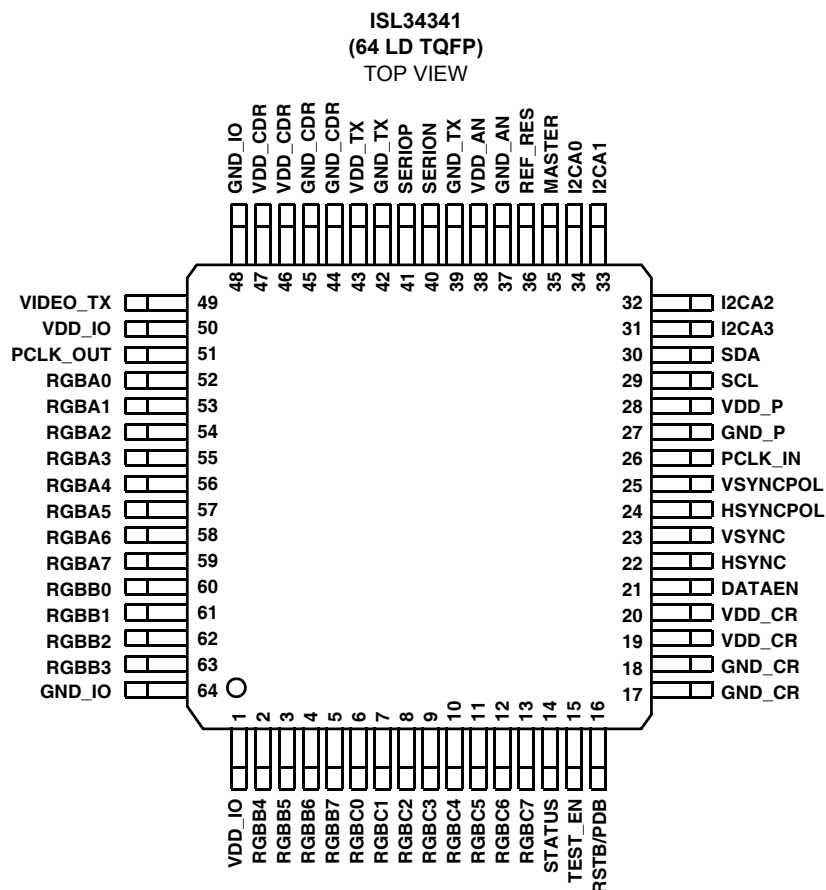 ISL34341
(64 LD TQFP)
TOP VIEW
GND_IO
VDD_CDR
VDD_CDR
GND_CDR
GND_CDR
VDD_TX
GND_TX
SERIOP
SERION
GND_TX
VDD_AN
GND_AN
REF_RES
MASTER
I2CA0
I2CA1
48
47
46
45
44
43
42
41
40
39
38
37
36
35
34
33
VIDEO_TX 49
VDD_IO 50
PCLK_OUT 51
RGBA0 52
RGBA1 53
RGBA2 54
RGBA3 55
RGBA4 56
RGBA5 57
RGBA6 58
RGBA7 59
RGBB0 60
RGBB1 61
RGBB2 62
RGBB3 63
GND_IO 64
32 I2CA2
31 I2CA3
30 SDA
29 SCL
28 VDD_P
27 GND_P
26 PCLK_IN
25 VSYNCPOL
24 HSYNCPOL
23 VSYNC
22 HSYNC
21 DATAEN
20 VDD_CR
19 VDD_CR
18 GND_CR
17 GND_CR
1
2
3
4
5
6
7
8
9
10
11
12
13
14
15
16
VDD_IO
RGBB4
RGBB5
RGBB6
RGBB7
RGBC0
RGBC1
RGBC2
RGBC3
RGBC4
RGBC5
RGBC6
RGBC7
STATUS
TEST_EN
RSTB/PDB